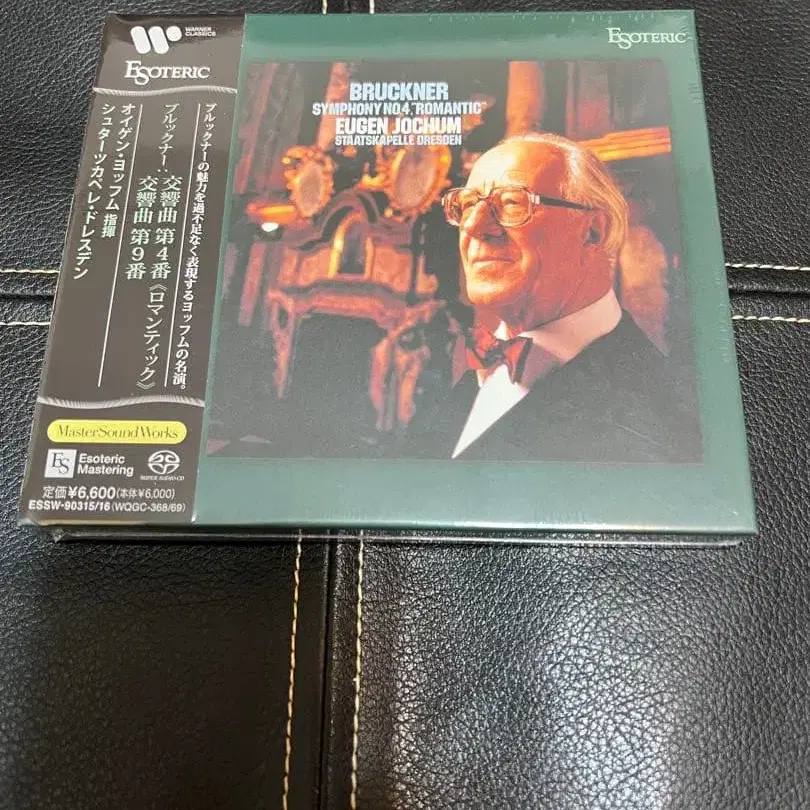 WARNER
CLASSICS
ESOTERIC
ブルックナーの魅力を過不足なく表現するヨッフムの名演。
ブルックナー: 交響曲 第4番《ロマンティック》
交響曲 第9番
オイゲン・ヨッフム 指揮
シュターツカペレ・ドレスデン
MasterSoundWorks
ES
Esoteric
Mastering
SUPER AUDIO CD
定価¥6,600(本体¥6,000)
ESSW-90315/16 (WQGC-368/69)
ESOTERIC
BRUCKNER
SYMPHONY NO.4, "ROMANTIC"
EUGEN JOCHUM
STAATSKAPELLE DRESDEN